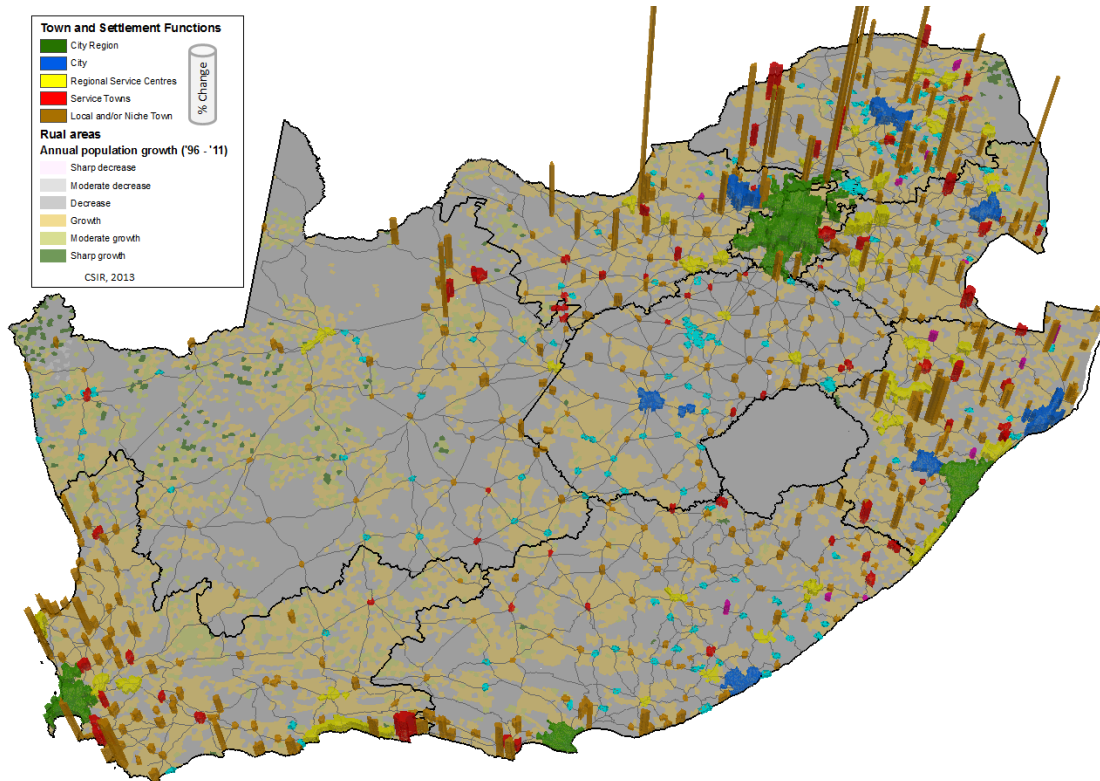 Town and Settlement Functions
City Region
City
Regional Service Centres
Service Towns
Local and/or Niche Town
% Change
Rual areas
Annual population growth ('96 - '11)
Sharp decrease
Moderate decrease
Decrease
Growth
Moderate growth
Sharp growth
CSIR, 2013